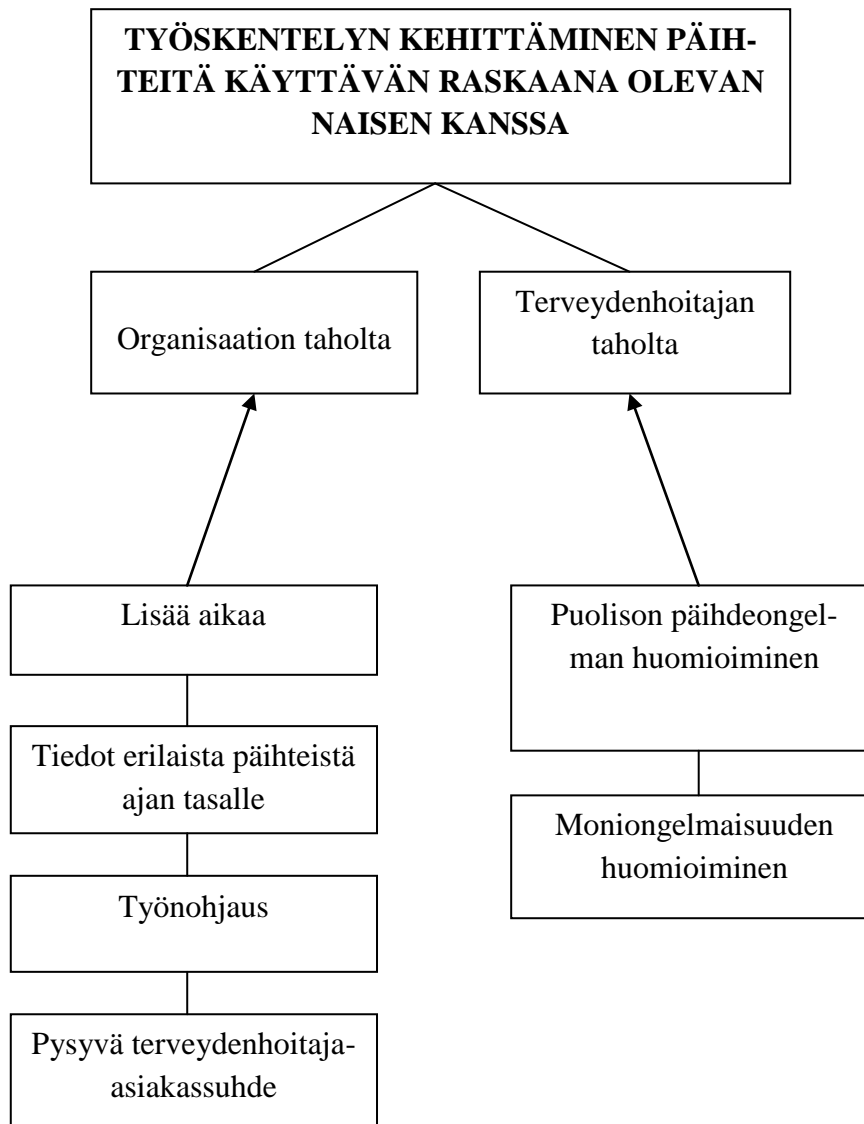 TYÖSKENTELYN KEHITTÄMINEN PÄIH-
TEITÄ KÄYTTÄVÄN RASKAANA OLEVAN
NAISEN KANSSA
Organisaation taholta
Terveydenhoitajan
taholta
Lisää aikaa
Tiedot erilaista päihteistä
ajan tasalle
Työnohjaus
Pysyvä terveydenhoitaja-
asiakassuhde
Puolison päihdeongel-
man huomioiminen
Moniongelmaisuuden
huomioiminen